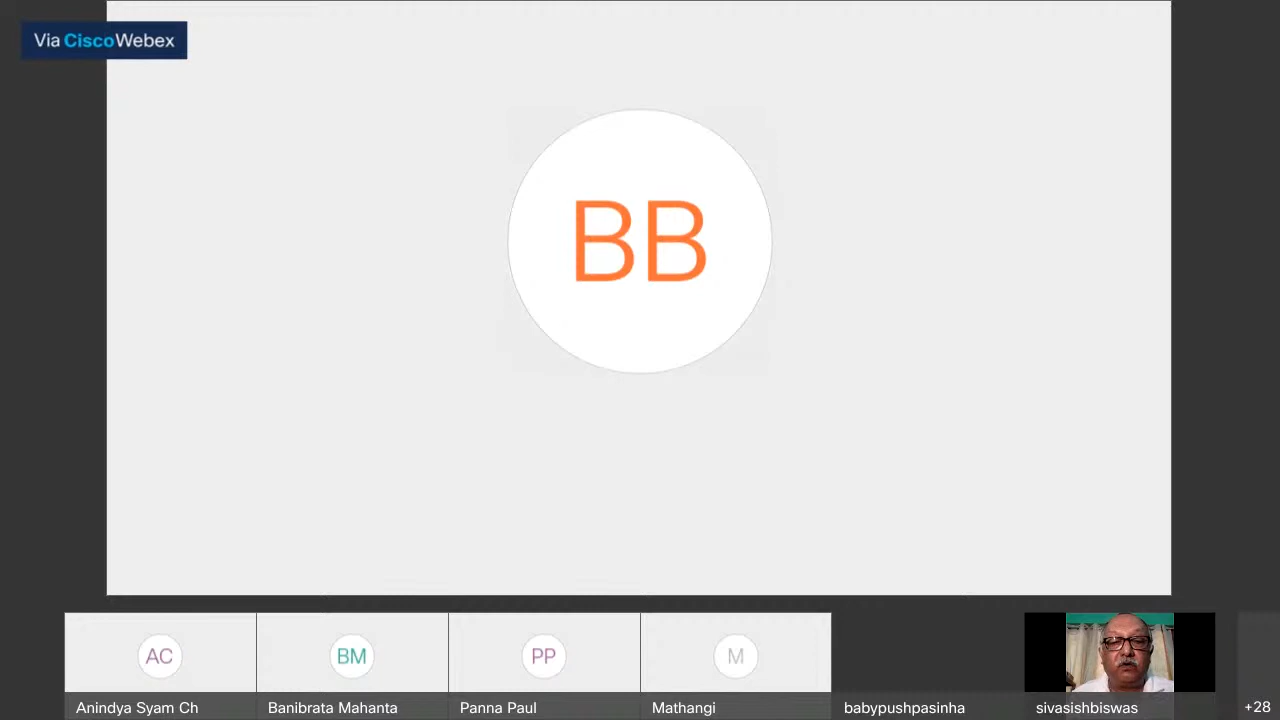 Via CiscoWebex
BB
AC
BM
PP
M
Anindya Syam Ch
Banibrata Mahanta
Panna Paul
Mathangi
babypushpasinha
sivasishbiswas
+28